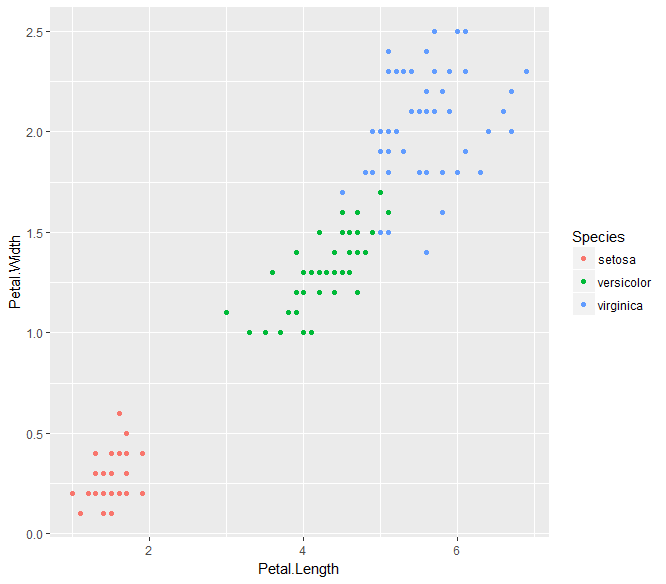 2.5
2.0
1.5
1.0
0.5
0.0
Petal.Width
2 4 6
Petal.Length
Species
setosa
versicolor
virginica